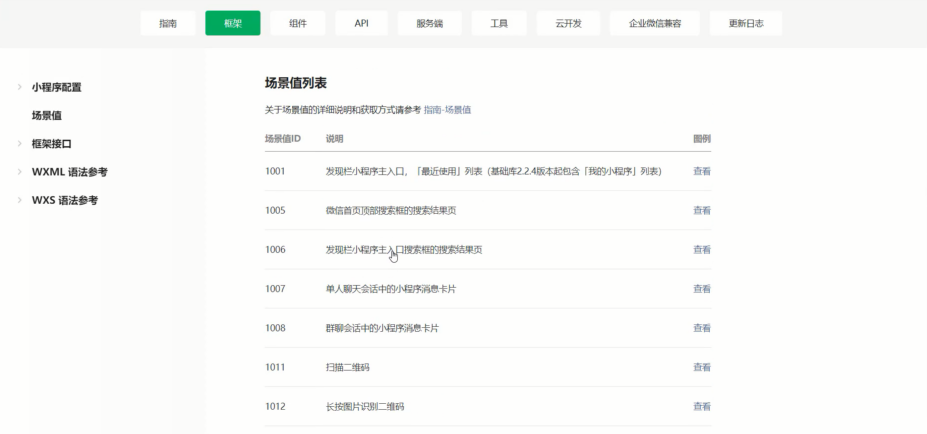 指南 框架 组件 API 服务端 工具 云开发 企业微信兼容 更新日志
小程序配置
场景值
框架接口
WXML 语法参考
WXS 语法参考
场景值列表
关于场景值的详细说明和获取方式请参考 指南-场景值
场景值ID 说明 图例
1001 发现栏小程序主入口，「最近使用」列表（基础库2.2.4版本起包含「我的小程序」列表） 查看
1005 微信首页顶部搜索框的搜索结果页 查看
1006 发现栏小程序主入口搜索框的搜索结果页 查看
1007 单人聊天会话中的小程序消息卡片 查看
1008 群聊会话中的小程序消息卡片 查看
1011 扫描二维码 查看
1012 长按图片识别二维码 查看